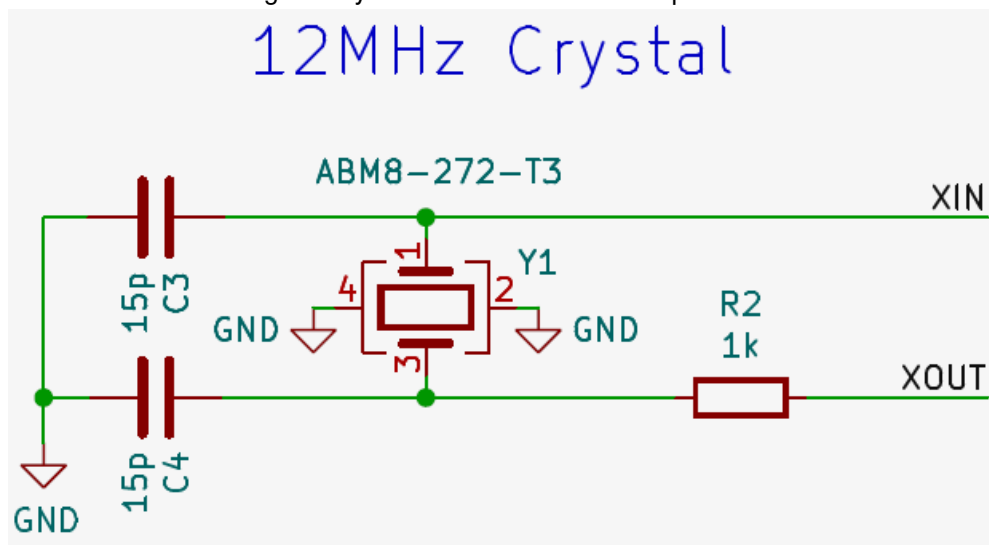 12MHz Crystal
ABM8-272-T3
XIN
1
Y1
4
2
15p
C3
GND
GND
R2
1k
3
XOUT
15p
C4
GND